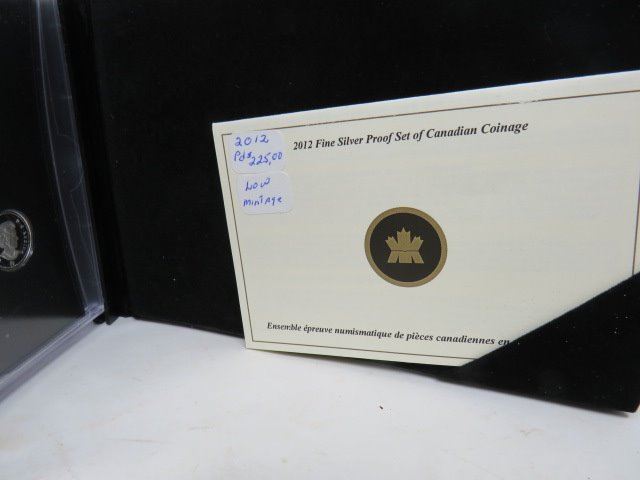 2012 Fine Silver Proof Set of Canadian Coinage
2012
Pd $225,00
Low
mintage
Ensemble épreuve numismatique de pièces canadiennes en